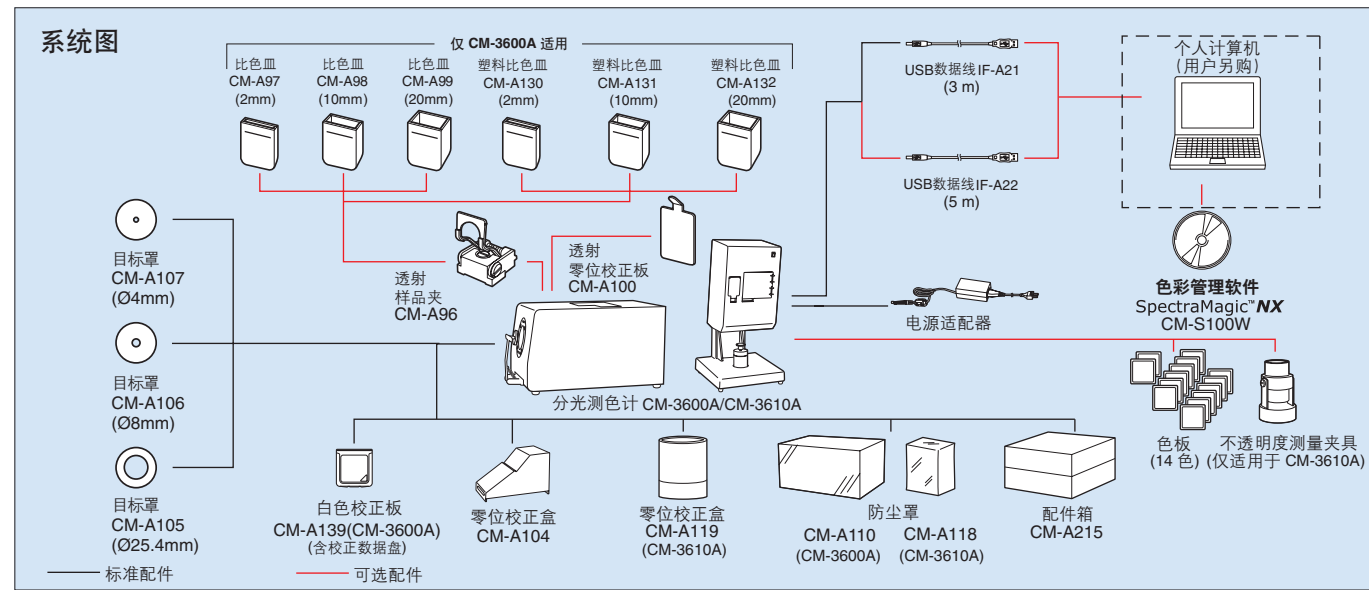 系统图
仅 CM-3600A 适用
比色皿
CM-A97
(2mm)
比色皿
CM-A98
(10mm)
比色皿
CM-A99
(20mm)
塑料比色皿
CM-A130
(2mm)
塑料比色皿
CM-A131
(10mm)
塑料比色皿
CM-A132
(20mm)
USB数据线IF-A21
(3 m)
USB数据线IF-A22
(5 m)
个人计算机
(用户另购)
目标罩
CM-A107
(Ø4mm)
目标罩
CM-A106
(Ø8mm)
目标罩
CM-A105
(Ø25.4mm)
透射
样品夹
CM-A96
透射
零位校正板
CM-A100
电源适配器
色彩管理软件
SpectraMagic™NX
CM-S100W
分光测色计 CM-3600A/CM-3610A
色板
(14 色)
不透明度测量夹具
(仅适用于 CM-3610A)
白色校正板
CM-A139(CM-3600A)
(含校正数据盘)
零位校正盒
CM-A104
零位校正盒
CM-A119
(CM-3610A)
防尘罩
CM-A110
(CM-3600A)
CM-A118
(CM-3610A)
配件箱
CM-A215
标准配件
可选配件